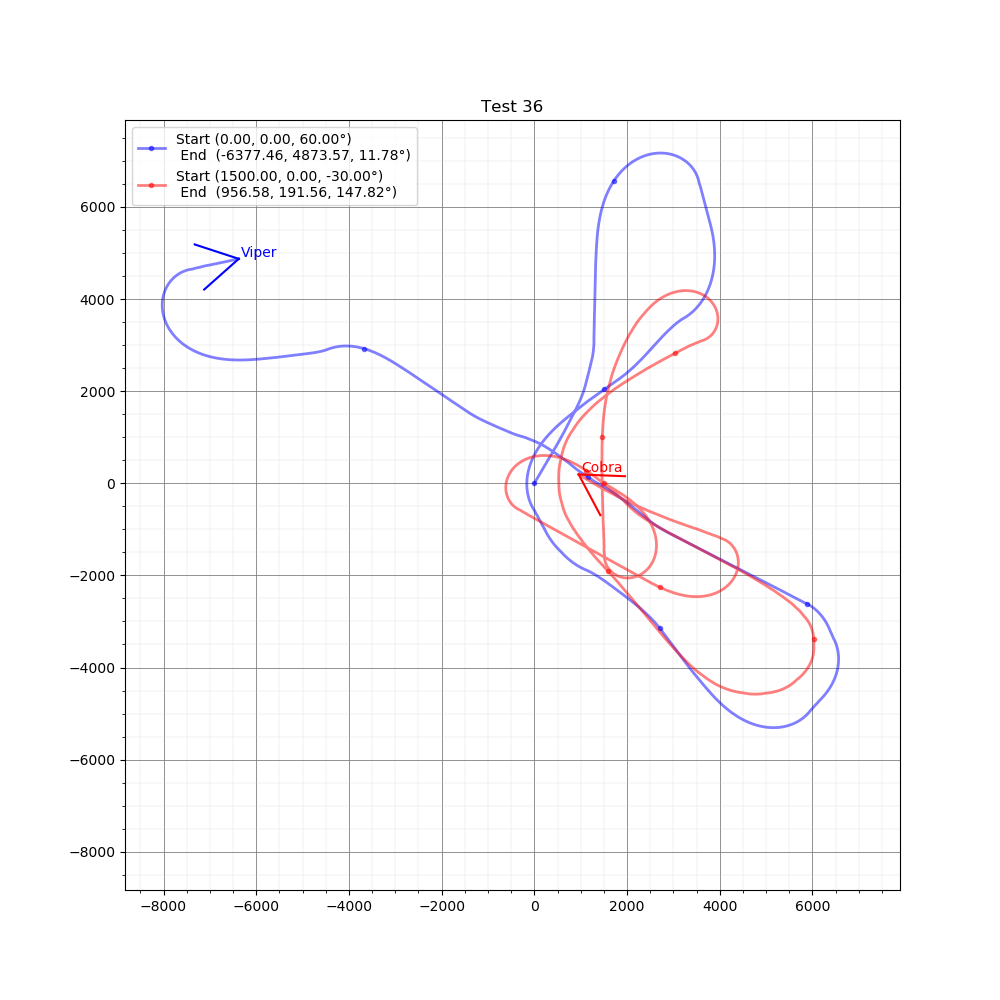 Test 36
Start (0.00, 0.00, 60.00°)
End  (-6377.46, 4873.57, 11.78°)
Start (1500.00, 0.00, -30.00°)
End  (956.58, 191.56, 147.82°)
6000
Viper
4000
2000
Cobra
0
−2000
−4000
−6000
−8000
−8000 −6000 −4000 −2000 0 2000 4000 6000